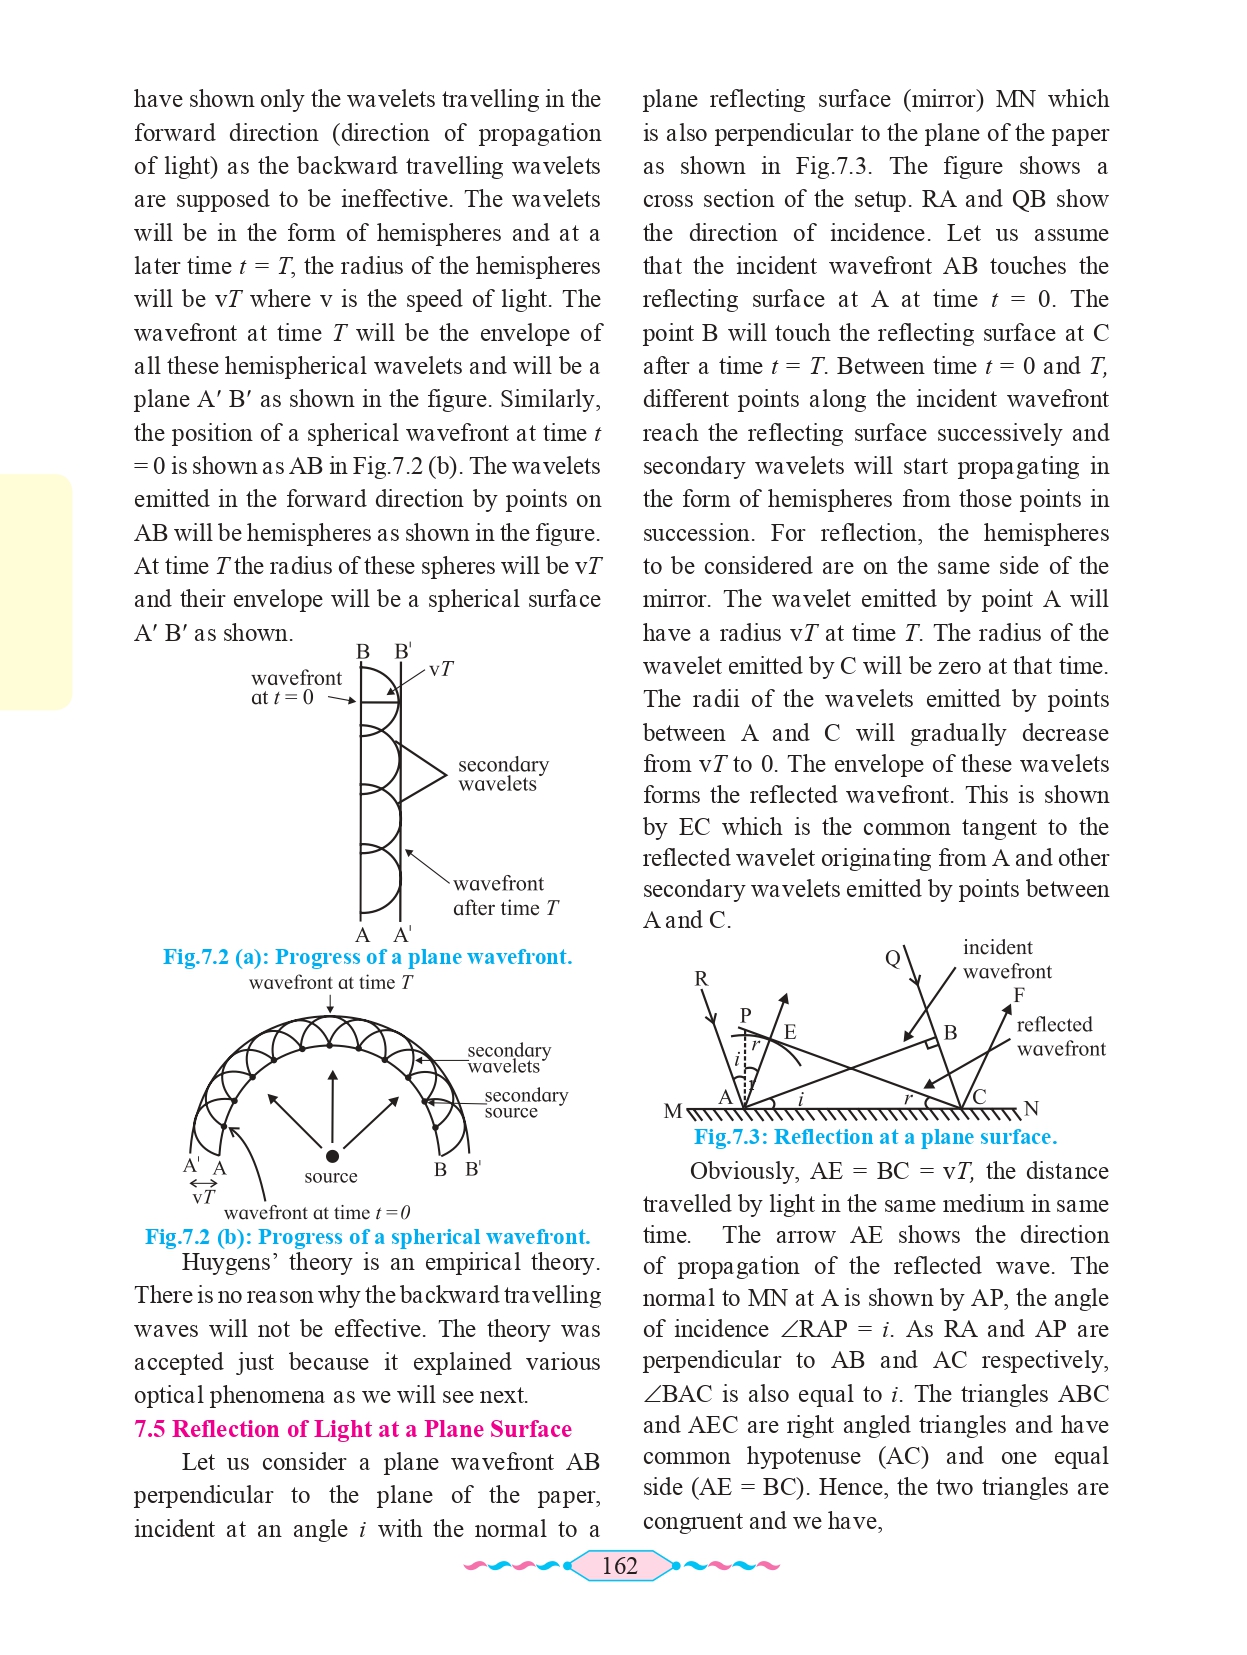 have shown only the wavelets travelling in the
forward direction (direction of propagation
of light) as the backward travelling wavelets
are supposed to be ineffective. The wavelets
will be in the form of hemispheres and at a
later time t = T, the radius of the hemispheres
will be vT where v is the speed of light. The
wavefront at time T will be the envelope of
all these hemispherical wavelets and will be a
plane A′ B′ as shown in the figure. Similarly,
the position of a spherical wavefront at time t
= 0 is shown as AB in Fig.7.2 (b). The wavelets
emitted in the forward direction by points on
AB will be hemispheres as shown in the figure.
At time T the radius of these spheres will be vT
and their envelope will be a spherical surface
A′ B′ as shown.
B B'
vT
wavefront
at t = 0
secondary
wavelets
wavefront
after time T
A A'
Fig.7.2 (a): Progress of a plane wavefront.
wavefront at time T
secondary
wavelets
secondary
source
A' A
source
B B'
vT
wavefront at time t =0
Fig.7.2 (b): Progress of a spherical wavefront.
Huygens’ theory is an empirical theory.
There is no reason why the backward travelling
waves will not be effective. The theory was
accepted just because it explained various
optical phenomena as we will see next.
7.5 Reflection of Light at a Plane Surface
Let us consider a plane wavefront AB
perpendicular to the plane of the paper,
incident at an angle i with the normal to a
plane reflecting surface (mirror) MN which
is also perpendicular to the plane of the paper
as shown in Fig.7.3. The figure shows a
cross section of the setup. RA and QB show
the direction of incidence. Let us assume
that the incident wavefront AB touches the
reflecting surface at A at time t = 0. The
point B will touch the reflecting surface at C
after a time t = T. Between time t = 0 and T,
different points along the incident wavefront
reach the reflecting surface successively and
secondary wavelets will start propagating in
the form of hemispheres from those points in
succession. For reflection, the hemispheres
to be considered are on the same side of the
mirror. The wavelet emitted by point A will
have a radius vT at time T. The radius of the
wavelet emitted by C will be zero at that time.
The radii of the wavelets emitted by points
between A and C will gradually decrease
from vT to 0. The envelope of these wavelets
forms the reflected wavefront. This is shown
by EC which is the common tangent to the
reflected wavelet originating from A and other
secondary wavelets emitted by points between
A and C.
Q
incident
wavefront
R
F
P
E
B
reflected
wavefront
r
i
r
A
i
r
C
M
N
Fig.7.3: Reflection at a plane surface.
Obviously, AE = BC = vT, the distance
travelled by light in the same medium in same
time. The arrow AE shows the direction
of propagation of the reflected wave. The
normal to MN at A is shown by AP, the angle
of incidence ∠RAP = i. As RA and AP are
perpendicular to AB and AC respectively,
∠BAC is also equal to i. The triangles ABC
and AEC are right angled triangles and have
common hypotenuse (AC) and one equal
side (AE = BC). Hence, the two triangles are
congruent and we have,
162